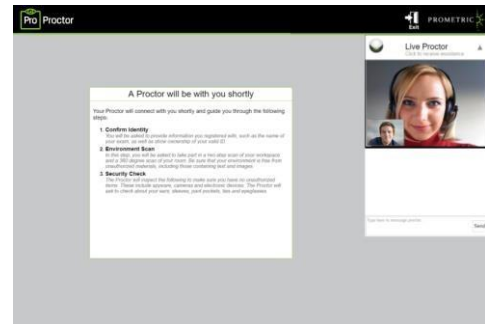 Pro Proctor
Exit
PROMETRIC
Live Proctor
Click to receive assistance
A Proctor will be with you shortly
Your Proctor will connect with you shortly and guide you through the following
steps:
1. Confirm Identity
You will be asked to provide information you registered with, such as the name of
your exam, as well as show ownership of your valid ID
2. Environment Scan
In this step, you will be asked to take part in a two step scan of your workspace
and a 360 degree scan of your room. Be sure that your environment is free from
unauthorized materials, including those containing text and images.
3. Security Check
The Proctor will inspect the following to make sure you have no unauthorized
items. These include apparel, cameras and electronic devices. The Proctor will
ask to check about your ears, sleeves, pant pockets, ties and eyeglasses.
Type here to message proctor
Send